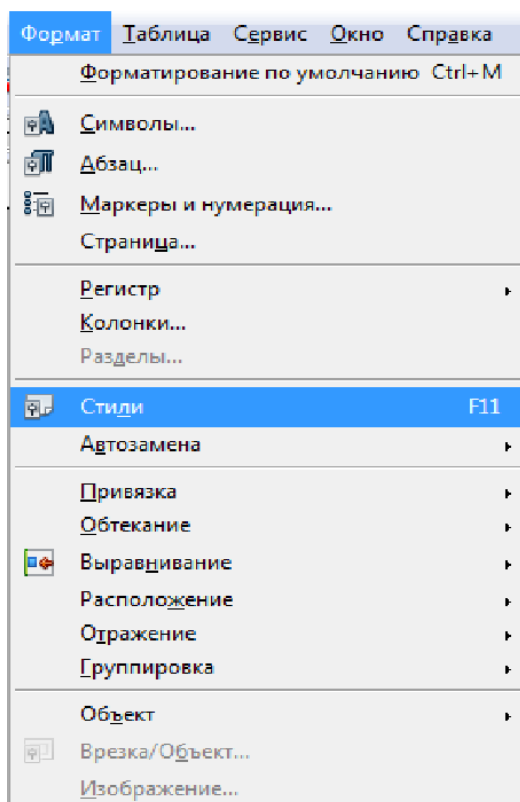 Формат Таблица Сервис Окно Справка
Форматирование по умолчанию Ctrl+M
Символы...
Абзац...
Маркеры и нумерация...
Страница...
Регистр
Колонки...
Разделы...
Стили F11
Автозамена
Привязка
Обтекание
Выравнивание
Расположение
Отражение
Группировка
Объект
Врезка/Объект...
Изображение...